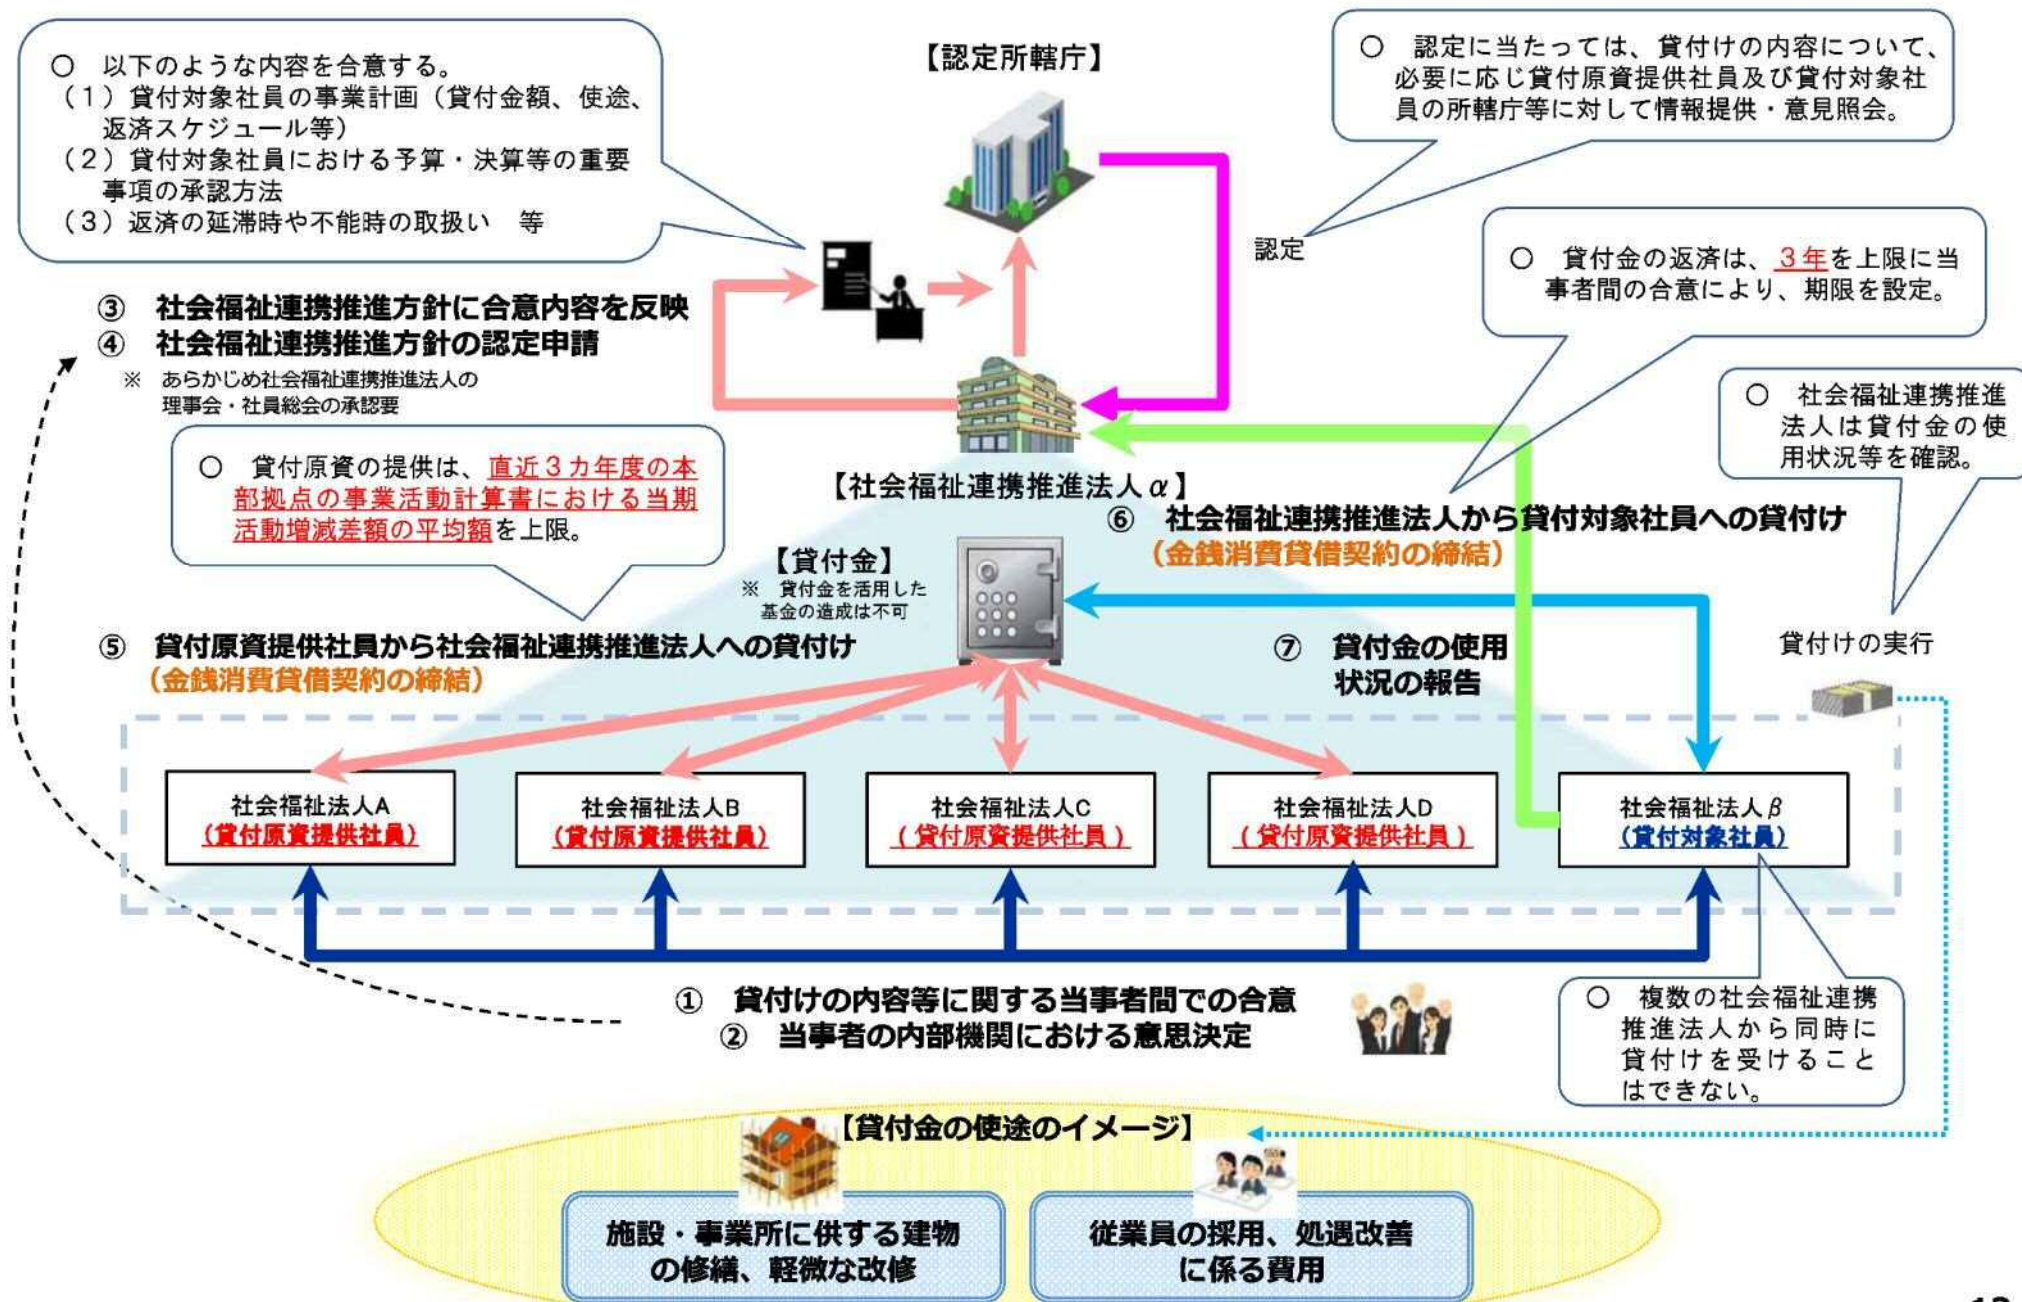 ○　以下のような内容を合意する。
（１）貸付対象社員の事業計画（貸付金額、使途、
返済スケジュール等）
（２）貸付対象社員における予算・決算等の重要
事項の承認方法
（３）返済の延滞時や不能時の取扱い　等
【認定所轄庁】
○　認定に当たっては、貸付けの内容について、
必要に応じ貸付原資提供社員及び貸付対象社
員の所轄庁等に対して情報提供・意見照会。
認定
○　貸付金の返済は、３年を上限に当
事者間の合意により、期限を設定。
③　社会福祉連携推進方針に合意内容を反映
④　社会福祉連携推進方針の認定申請
※　あらかじめ社会福祉連携推進法人の
理事会・社員総会の承認要
○　社会福祉連携推進
法人は貸付金の使
用状況等を確認。
○　貸付原資の提供は、直近３カ年度の本
部拠点の事業活動計算書における当期
活動増減差額の平均額を上限。
【社会福祉連携推進法人α】
⑥　社会福祉連携推進法人から貸付対象社員への貸付け
（金銭消費貸借契約の締結）
【貸付金】
※　貸付金を活用した
基金の造成は不可
⑤　貸付原資提供社員から社会福祉連携推進法人への貸付け
（金銭消費貸借契約の締結）
⑦　貸付金の使用
状況の報告
貸付けの実行
社会福祉法人A
（貸付原資提供社員）
社会福祉法人B
（貸付原資提供社員）
社会福祉法人C
（貸付原資提供社員）
社会福祉法人D
（貸付原資提供社員）
社会福祉法人β
（貸付対象社員）
①　貸付けの内容等に関する当事者間での合意
②　当事者の内部機関における意思決定
○　複数の社会福祉連携
推進法人から同時に
貸付けを受けること
はできない。
【貸付金の使途のイメージ】
施設・事業所に供する建物
の修繕、軽微な改修
従業員の採用、処遇改善
に係る費用